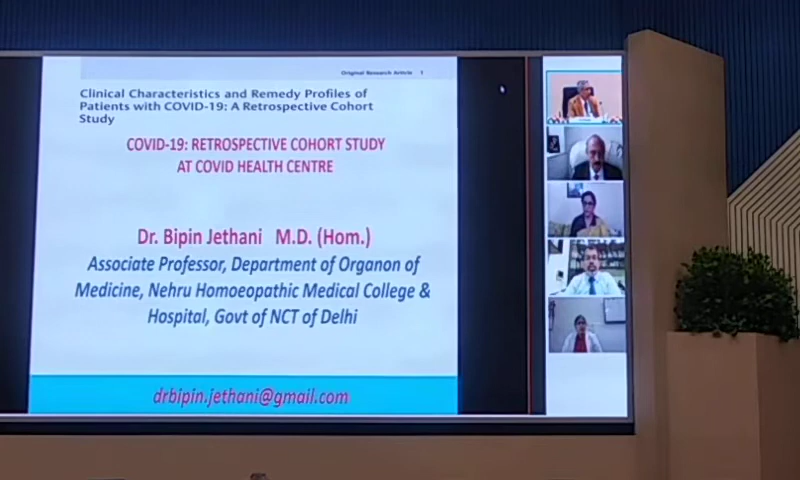 Original Research Article 1
Clinical Characteristics and Remedy Profiles of
Patients with COVID-19: A Retrospective Cohort
Study
COVID-19: RETROSPECTIVE COHORT STUDY
AT COVID HEALTH CENTRE
Dr. Bipin Jethani M.D. (Hom.)
Associate Professor, Department of Organon of
Medicine, Nehru Homoeopathic Medical College &
Hospital, Govt of NCT of Delhi
drbipin.jethani@gmail.com